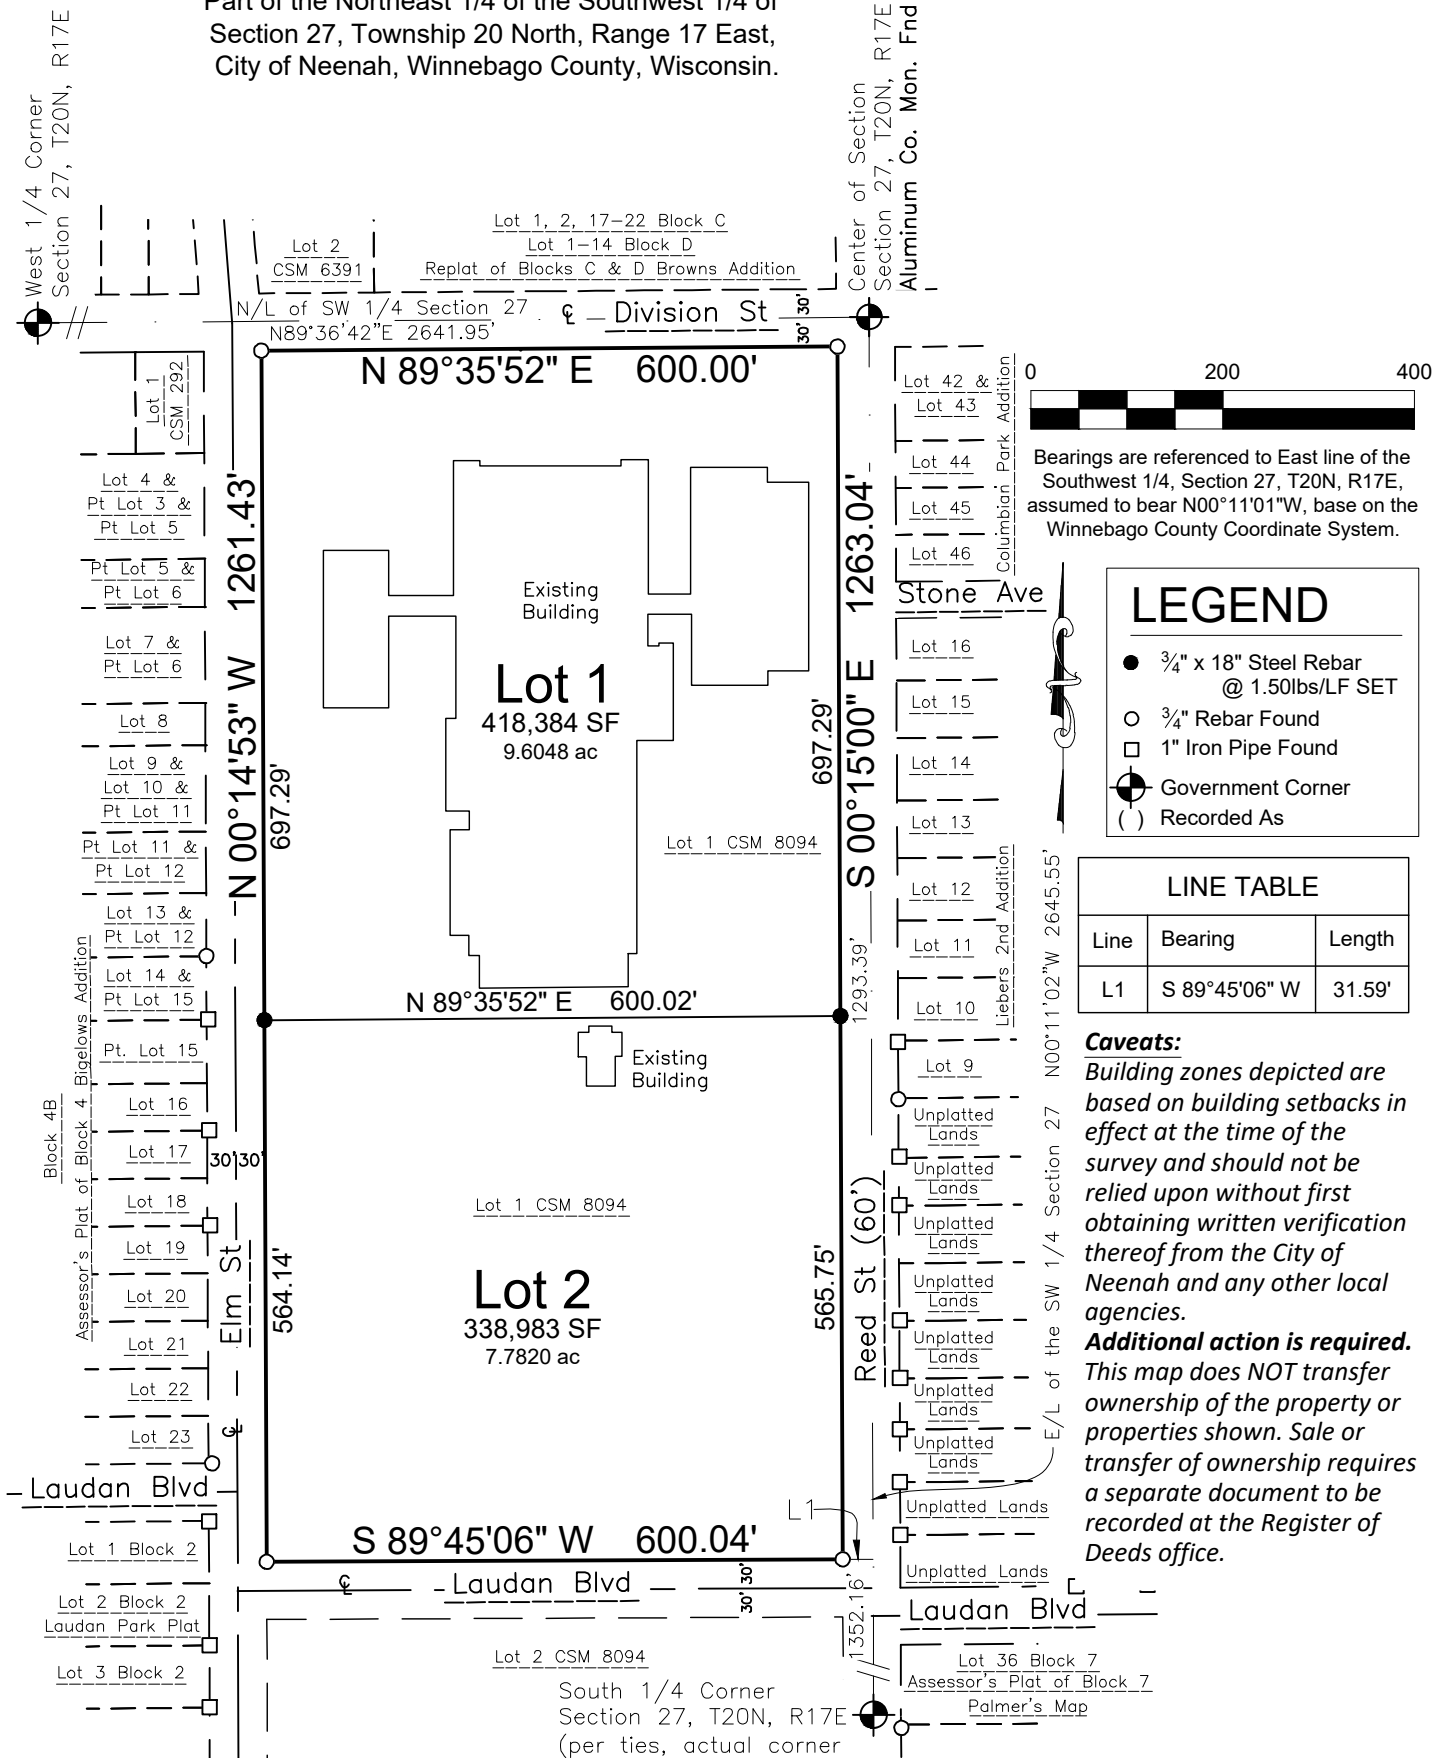 Part of the Northeast 1/4 of the Southwest 1/4 of
Section 27, Township 20 North, Range 17 East,
City of Neenah, Winnebago County, Wisconsin.
West 1/4 Corner
Section 27, T20N, R17E
Center of Section
Section 27, T20N, R17E
Aluminum Co. Mon. Fnd
Lot 2
CSM 6391
Lot 1, 2, 17-22 Block C
Lot 1-14 Block D
Replat of Blocks C & D Browns Addition
N/L of SW 1/4 Section 27
N89°36'42"E 2641.95'
Division St
30' 30'
N 89°35'52" E 600.00'
Lot 1
CSM 292
Lot 4 &
Pt Lot 3 &
Pt Lot 5
Pt Lot 5 &
Pt Lot 6
Lot 7 &
Pt Lot 6
Lot 8
Lot 9 &
Lot 10 &
Pt Lot 11
Pt Lot 11 &
Pt Lot 12
Lot 13 &
Pt Lot 12
Lot 14 &
Pt Lot 15
Pt. Lot 15
Lot 16
Lot 17
Lot 18
Lot 19
Lot 20
Lot 21
Lot 22
Lot 23
Block 4B
Assessor's Plat of Block 4 Bigelows Addition
Laudan Blvd
Lot 1 Block 2
Lot 2 Block 2
Laudan Park Plat
Lot 3 Block 2
N 00°14'53" W 1261.43'
697.29'
30' 30'
Elm St
564.14'
Existing
Building
Lot 1
418,384 SF
9.6048 ac
Lot 1 CSM 8094
N 89°35'52" E 600.02'
Existing
Building
Lot 1 CSM 8094
Lot 2
338,983 SF
7.7820 ac
S 89°45'06" W 600.04'
Laudan Blvd
30' 30'
Lot 2 CSM 8094
South 1/4 Corner
Section 27, T20N, R17E
(per ties, actual corner
S 00°15'00" E 1263.04'
697.29'
565.75'
1293.39'
Reed St (60')
L1
1352.16'
Lot 42 &
Lot 43
Lot 44
Lot 45
Lot 46
Columbian Park Addition
Stone Ave
Lot 16
Lot 15
Lot 14
Lot 13
Lot 12
Lot 11
Lot 10
Liebers 2nd Addition
Lot 9
Unplatted
Lands
Unplatted
Lands
Unplatted
Lands
Unplatted
Lands
Unplatted
Lands
Unplatted
Lands
Unplatted
Lands
Unplatted Lands
Unplatted Lands
E/L of the SW 1/4 Section 27 N00°11'02"W 2645.55'
Laudan Blvd
Lot 36 Block 7
Assessor's Plat of Block 7
Palmer's Map
0 200 400
Bearings are referenced to East line of the
Southwest 1/4, Section 27, T20N, R17E,
assumed to bear N00°11'01"W, base on the
Winnebago County Coordinate System.
LEGEND
¾" x 18" Steel Rebar
@ 1.50lbs/LF SET
¾" Rebar Found
1" Iron Pipe Found
Government Corner
( ) Recorded As
LINE TABLE
Line Bearing Length
L1 S 89°45'06" W 31.59'
Caveats:
Building zones depicted are
based on building setbacks in
effect at the time of the
survey and should not be
relied upon without first
obtaining written verification
thereof from the City of
Neenah and any other local
agencies.
Additional action is required.
This map does NOT transfer
ownership of the property or
properties shown. Sale or
transfer of ownership requires
a separate document to be
recorded at the Register of
Deeds office.